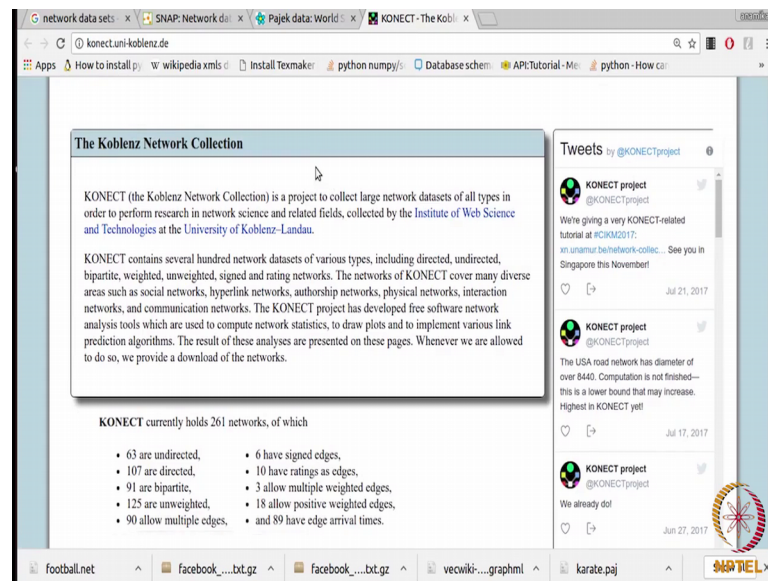 network data sets
SNAP: Network dat
Pajek data: World S
KONECT - The Koble
anamika
konect.uni-koblenz.de
Apps How to install py wikipedia xmls d Install Texmaker python numpy/s Database schem API:Tutorial - Me python - How can
The Koblenz Network Collection
KONECT (the Koblenz Network Collection) is a project to collect large network datasets of all types in
order to perform research in network science and related fields, collected by the Institute of Web Science
and Technologies at the University of Koblenz–Landau.
KONECT contains several hundred network datasets of various types, including directed, undirected,
bipartite, weighted, unweighted, signed and rating networks. The networks of KONECT cover many diverse
areas such as social networks, hyperlink networks, authorship networks, physical networks, interaction
networks, and communication networks. The KONECT project has developed free software network
analysis tools which are used to compute network statistics, to draw plots and to implement various link
prediction algorithms. The result of these analyses are presented on these pages. Whenever we are allowed
to do so, we provide a download of the networks.
KONECT currently holds 261 networks, of which
• 63 are undirected,
• 107 are directed,
• 91 are bipartite,
• 125 are unweighted,
• 90 allow multiple edges,
• 6 have signed edges,
• 10 have ratings as edges,
• 3 allow multiple weighted edges,
• 18 allow positive weighted edges,
• and 89 have edge arrival times.
Tweets by @KONECTproject
KONECT project
@KONECTproject
We're giving a very KONECT-related
tutorial at #CIKM2017:
xn.unamur.be/network-collec… See you in
Singapore this November!
Jul 21, 2017
KONECT project
@KONECTproject
The USA road network has diameter of
over 8440. Computation is not finished—
this is a lower bound that may increase.
Highest in KONECT yet!
Jul 17, 2017
KONECT project
@KONECTproject
We already do!
Jun 27, 2017
football.net
facebook_....txt.gz
facebook_....txt.gz
vecwiki-....graphml
karate.paj
NPTEL